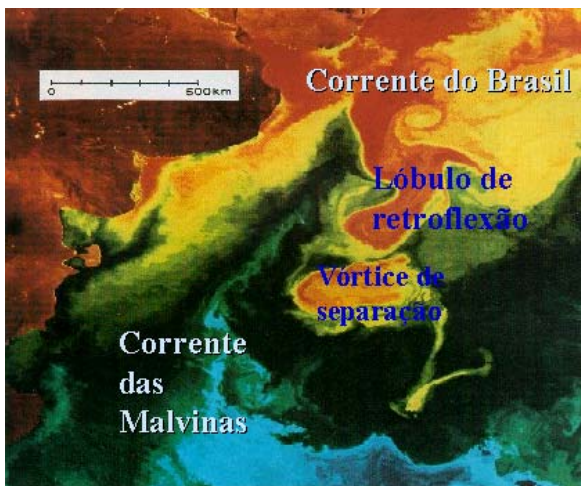 0 500km
Corrente do Brasil
Lóbulo de
retroflexão
Vórtice de
separação
Corrente
das
Malvinas